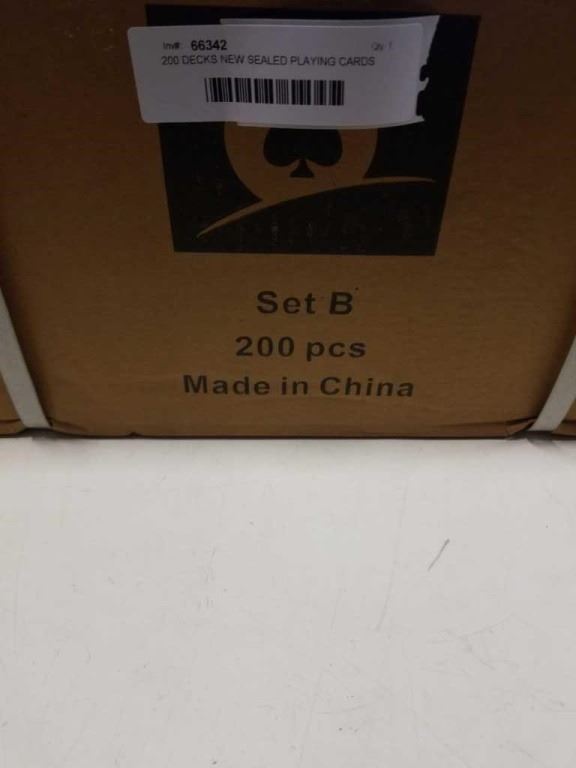 Inv#: 66342 Qty: 1
200 DECKS NEW SEALED PLAYING CARDS
Set B
200 pcs
Made in China